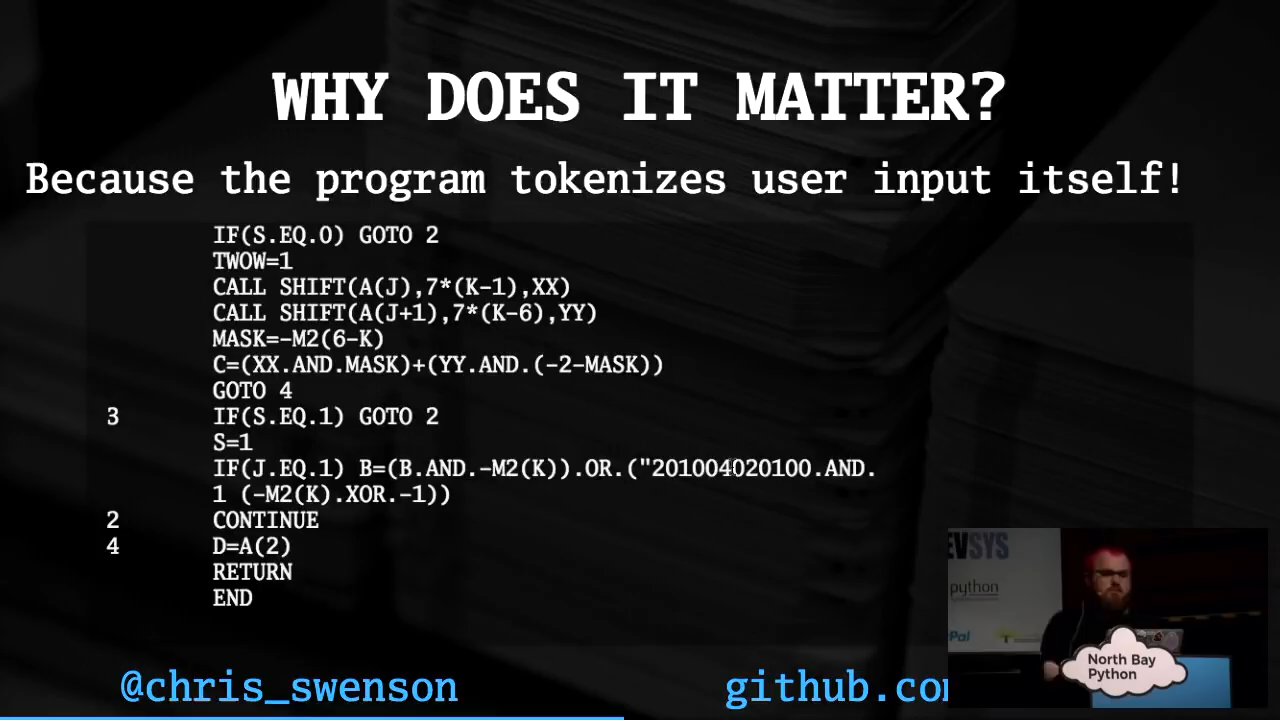 WHY DOES IT MATTER?
Because the program tokenizes user input itself!
IF(S.EQ.0) GOTO 2
TWOW=1
CALL SHIFT(A(J),7*(K-1),XX)
CALL SHIFT(A(J+1),7*(K-6),YY)
MASK=-M2(6-K)
C=(XX.AND.MASK)+(YY.AND.(-2-MASK))
GOTO 4
3 IF(S.EQ.1) GOTO 2
S=1
IF(J.EQ.1) B=(B.AND.-M2(K)).OR.("201004020100.AND.
1 (-M2(K).XOR.-1))
2 CONTINUE
4 D=A(2)
RETURN
END
EVSYS
python
Pal
North Bay
Python
@chris_swenson
github.co